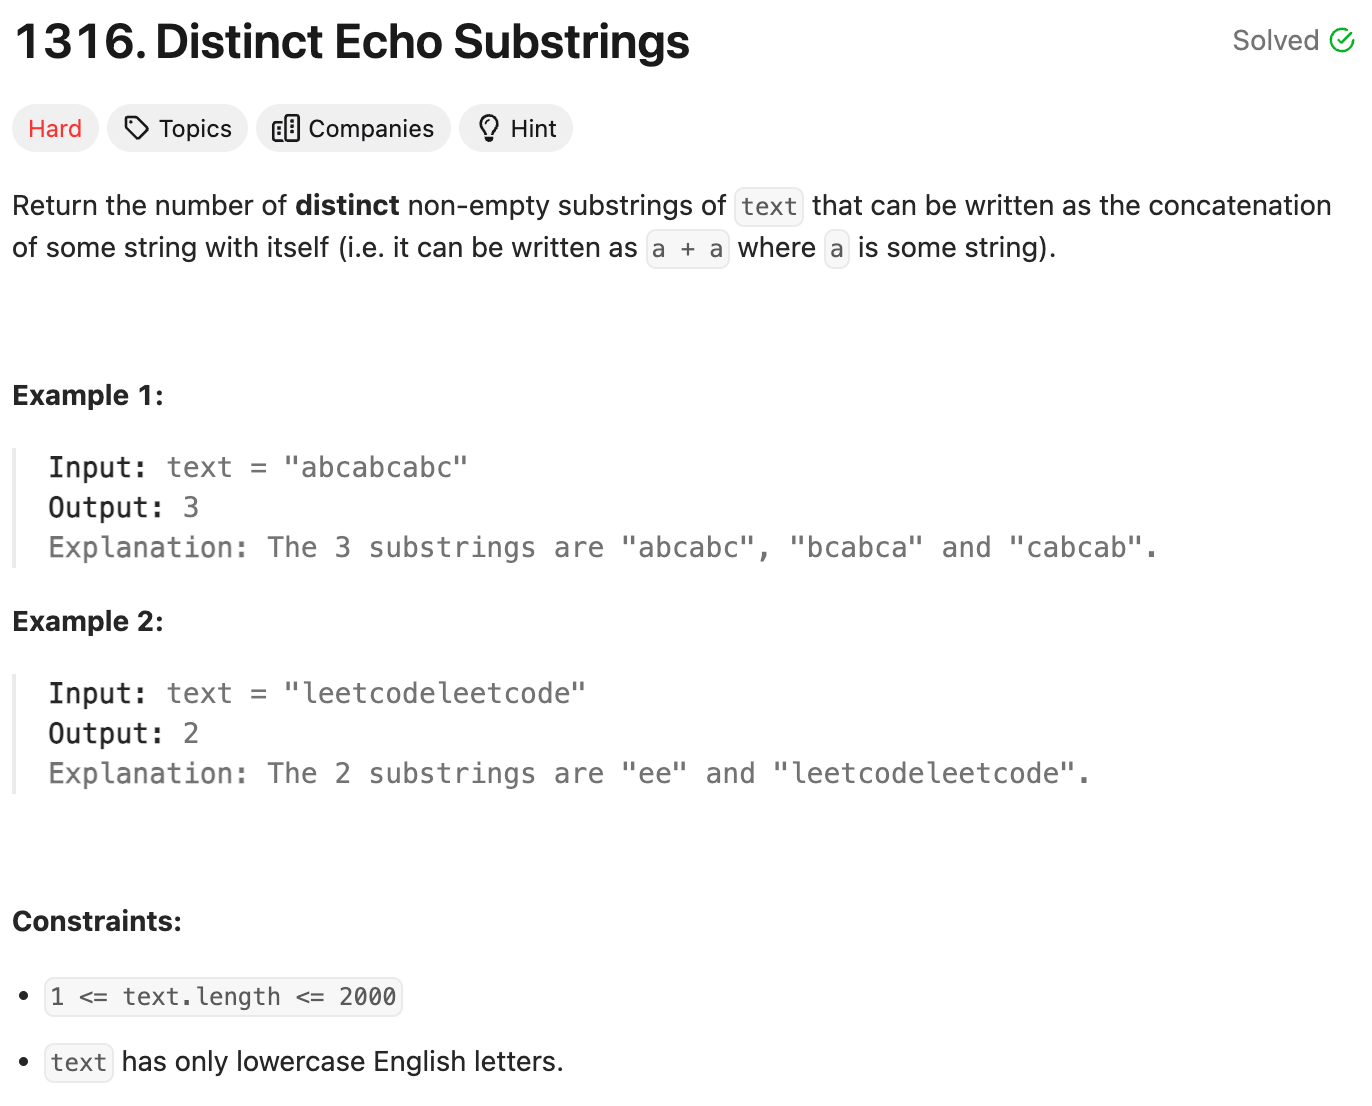 1316. Distinct Echo Substrings
Solved
Hard
Topics
Companies
Hint
Return the number of distinct non-empty substrings of text that can be written as the concatenation
of some string with itself (i.e. it can be written as a + a where a is some string).
Example 1:
Input: text = "abcabcabc"
Output: 3
Explanation: The 3 substrings are "abcabc", "bcabca" and "cabcab".
Example 2:
Input: text = "leetcodeleetcode"
Output: 2
Explanation: The 2 substrings are "ee" and "leetcodeleetcode".
Constraints:
• 1 <= text.length <= 2000
• text has only lowercase English letters.